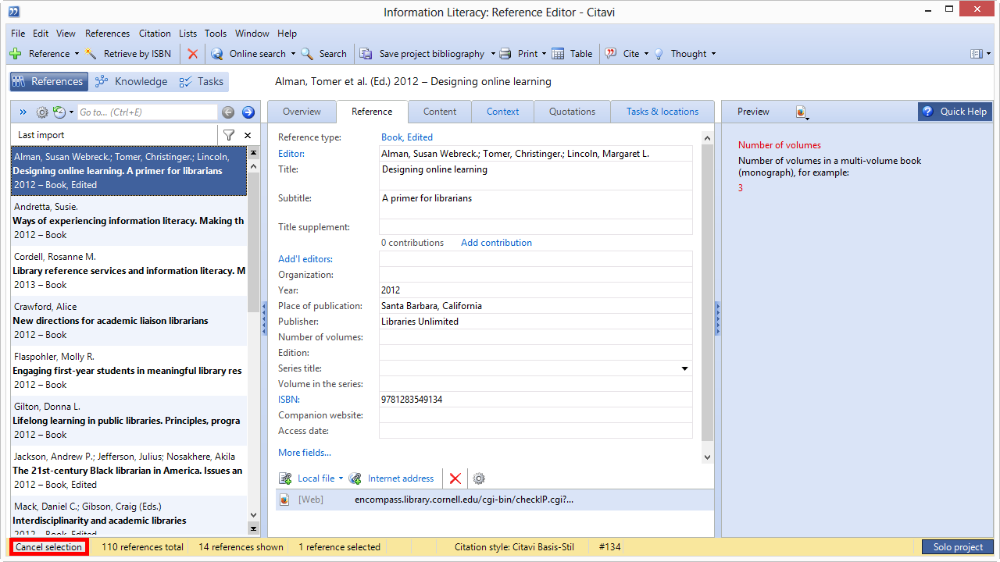 Information Literacy: Reference Editor - Citavi
File Edit View References Citation Lists Tools Window Help
Reference Retrieve by ISBN Online search Search Save project bibliography Print Table Cite Thought
References Knowledge Tasks
Alman, Tomer et al. (Ed.) 2012 – Designing online learning
Go to... (Ctrl+E)
Last import
Alman, Susan Webreck.; Tomer, Christinger.; Lincoln,
Designing online learning. A primer for librarians
2012 – Book, Edited
Andretta, Susie.
Ways of experiencing information literacy. Making th
2012 – Book
Cordell, Rosanne M.
Library reference services and information literacy. M
2013 – Book
Crawford, Alice
New directions for academic liaison librarians
2012 – Book
Flaspohler, Molly R.
Engaging first-year students in meaningful library res
2012 – Book
Gilton, Donna L.
Lifelong learning in public libraries. Principles, progra
2012 – Book
Jackson, Andrew P.; Jefferson, Julius; Nosakhere, Akila
The 21st-century Black librarian in America. Issues an
2012 – Book, Edited
Mack, Daniel C.; Gibson, Craig (Eds.)
Interdisciplinarity and academic libraries
2012 – Book, Edited
Overview Reference Content Context Quotations Tasks & locations
Reference type: Book, Edited
Editor: Alman, Susan Webreck.; Tomer, Christinger.; Lincoln, Margaret L.
Title: Designing online learning
Subtitle: A primer for librarians
Title supplement:
0 contributions Add contribution
Add'l editors:
Organization:
Year: 2012
Place of publication: Santa Barbara, California
Publisher: Libraries Unlimited
Number of volumes:
Edition:
Series title:
Volume in the series:
ISBN: 9781283549134
Companion website:
Access date:
More fields...
Local file Internet address
[Web] encompass.library.cornell.edu/cgi-bin/checkIP.cgi?...
Preview Quick Help
Number of volumes
Number of volumes in a multi-volume book
(monograph), for example:
3
Cancel selection 110 references total 14 references shown 1 reference selected Citation style: Citavi Basis-Stil #134 Solo project